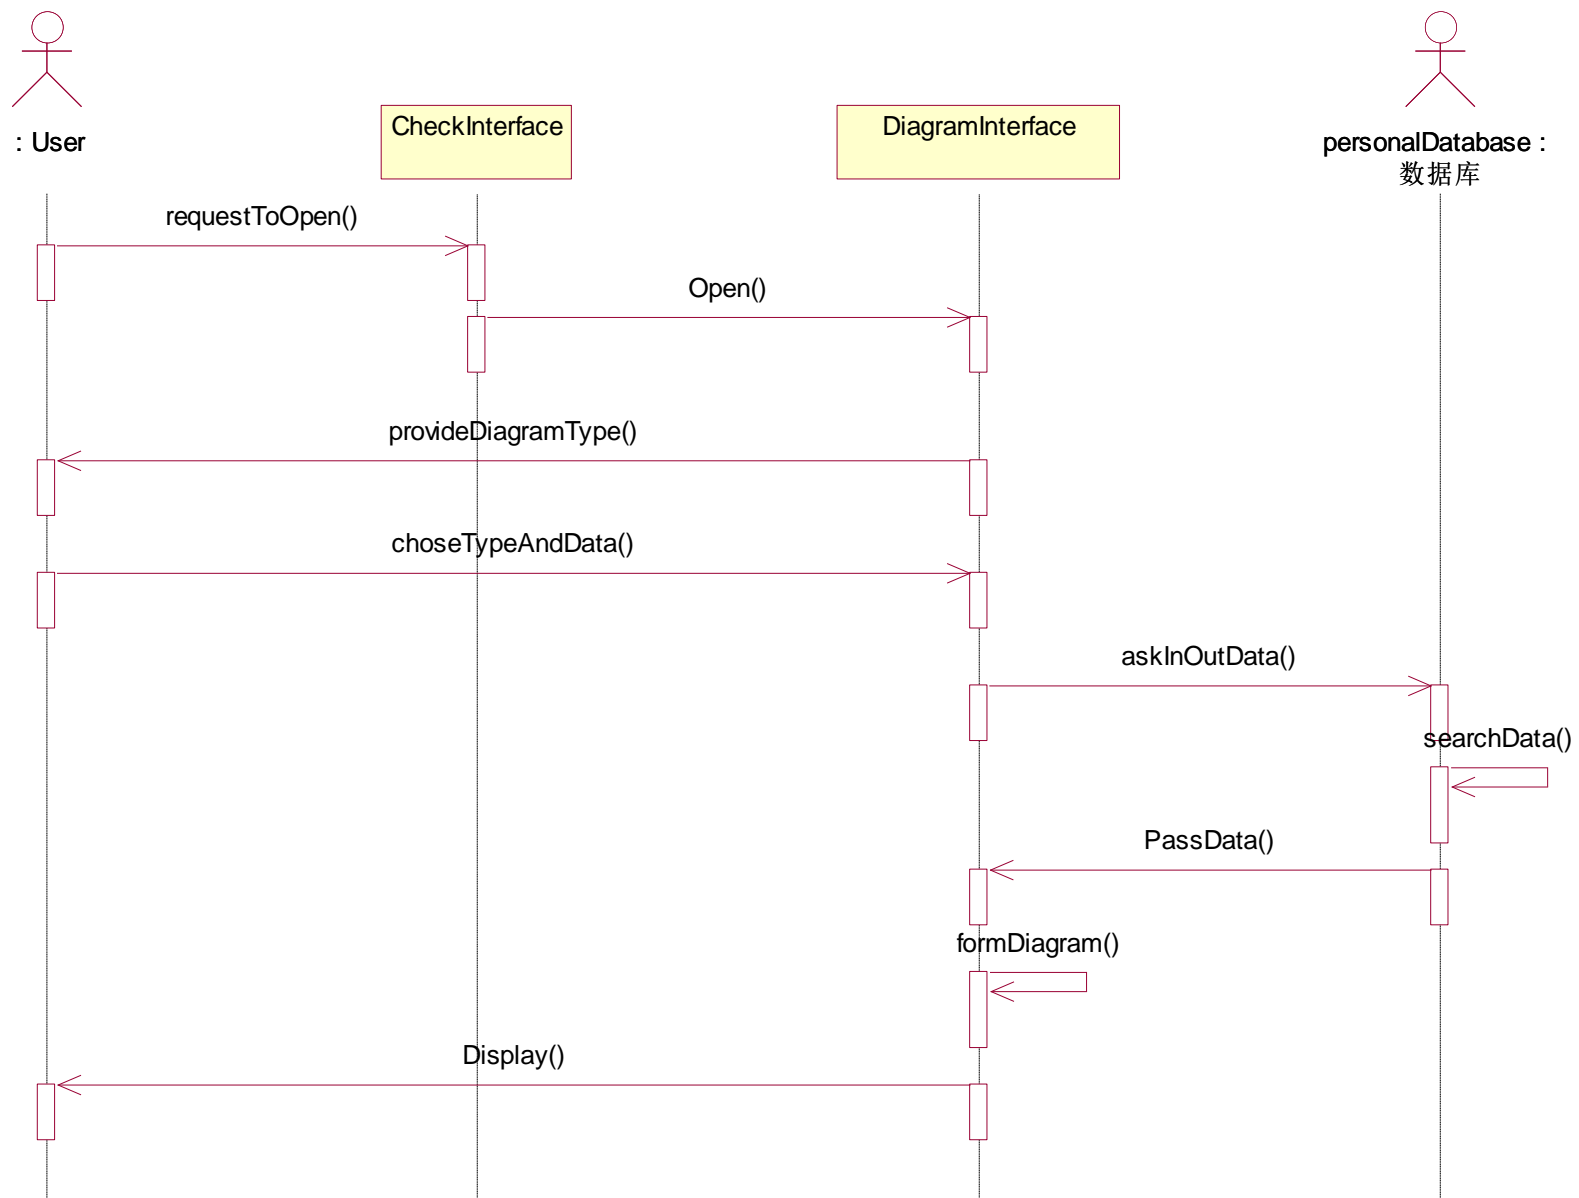 : User
CheckInterface
DiagramInterface
personalDatabase :
数据库
requestToOpen()
Open()
provideDiagramType()
choseTypeAndData()
askInOutData()
searchData()
PassData()
formDiagram()
Display()